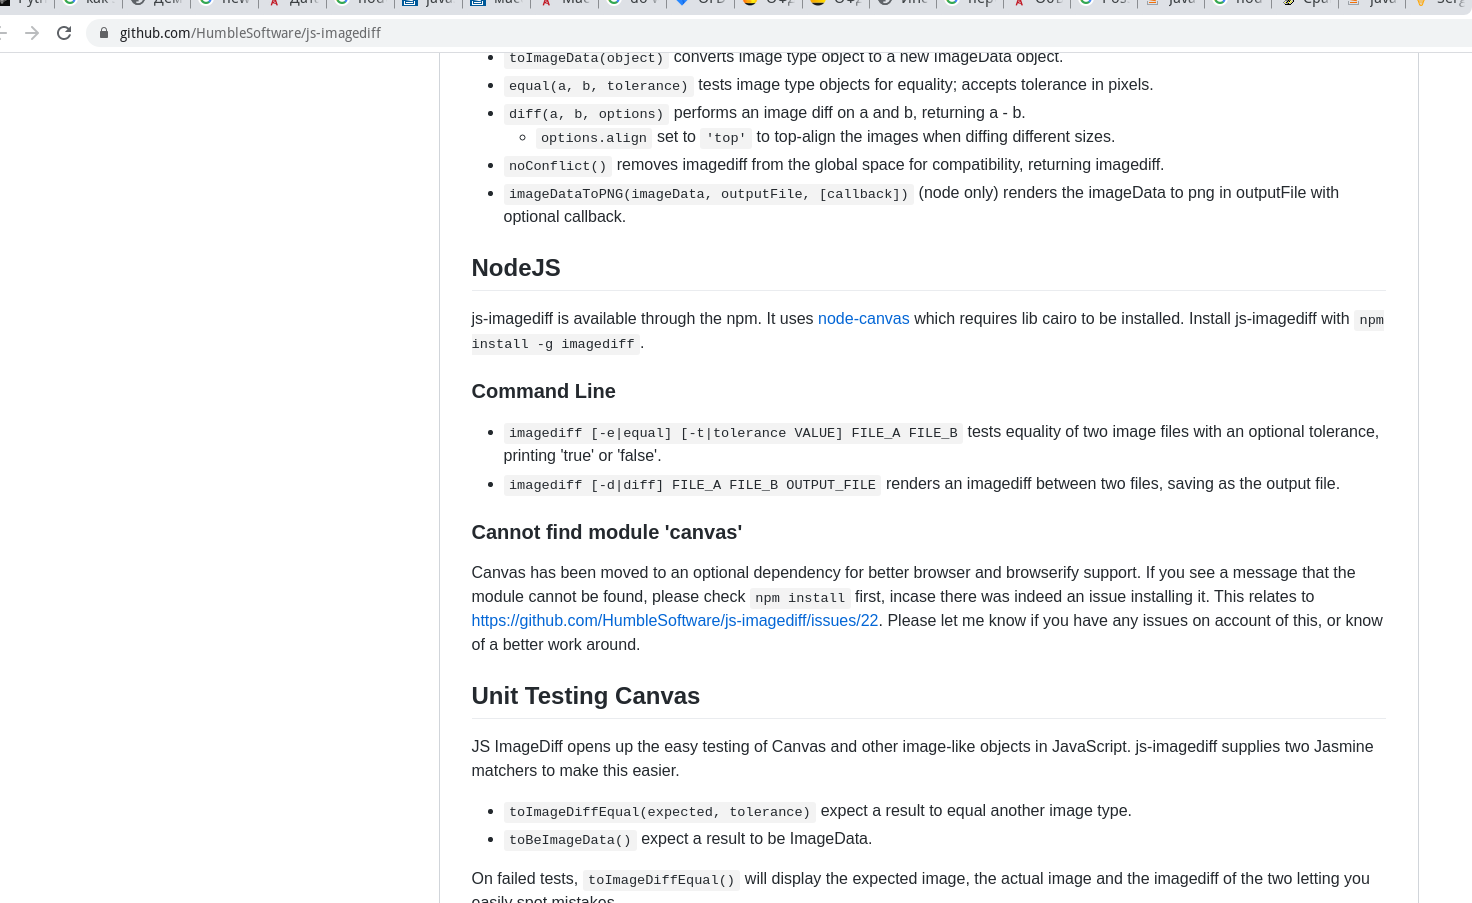 github.com/HumbleSoftware/js-imagediff
toImageData(object) converts image type object to a new ImageData object.
equal(a, b, tolerance) tests image type objects for equality; accepts tolerance in pixels.
diff(a, b, options) performs an image diff on a and b, returning a - b.
options.align set to 'top' to top-align the images when diffing different sizes.
noConflict() removes imagediff from the global space for compatibility, returning imagediff.
imageDataToPNG(imageData, outputFile, [callback]) (node only) renders the imageData to png in outputFile with
optional callback.
NodeJS
js-imagediff is available through the npm. It uses node-canvas which requires lib cairo to be installed. Install js-imagediff with npm
install -g imagediff.
Command Line
imagediff [-e|equal] [-t|tolerance VALUE] FILE_A FILE_B tests equality of two image files with an optional tolerance,
printing 'true' or 'false'.
imagediff [-d|diff] FILE_A FILE_B OUTPUT_FILE renders an imagediff between two files, saving as the output file.
Cannot find module 'canvas'
Canvas has been moved to an optional dependency for better browser and browserify support. If you see a message that the
module cannot be found, please check npm install first, incase there was indeed an issue installing it. This relates to
https://github.com/HumbleSoftware/js-imagediff/issues/22. Please let me know if you have any issues on account of this, or know
of a better work around.
Unit Testing Canvas
JS ImageDiff opens up the easy testing of Canvas and other image-like objects in JavaScript. js-imagediff supplies two Jasmine
matchers to make this easier.
toImageDiffEqual(expected, tolerance) expect a result to equal another image type.
toBeImageData() expect a result to be ImageData.
On failed tests, toImageDiffEqual() will display the expected image, the actual image and the imagediff of the two letting you
easily spot mistakes.